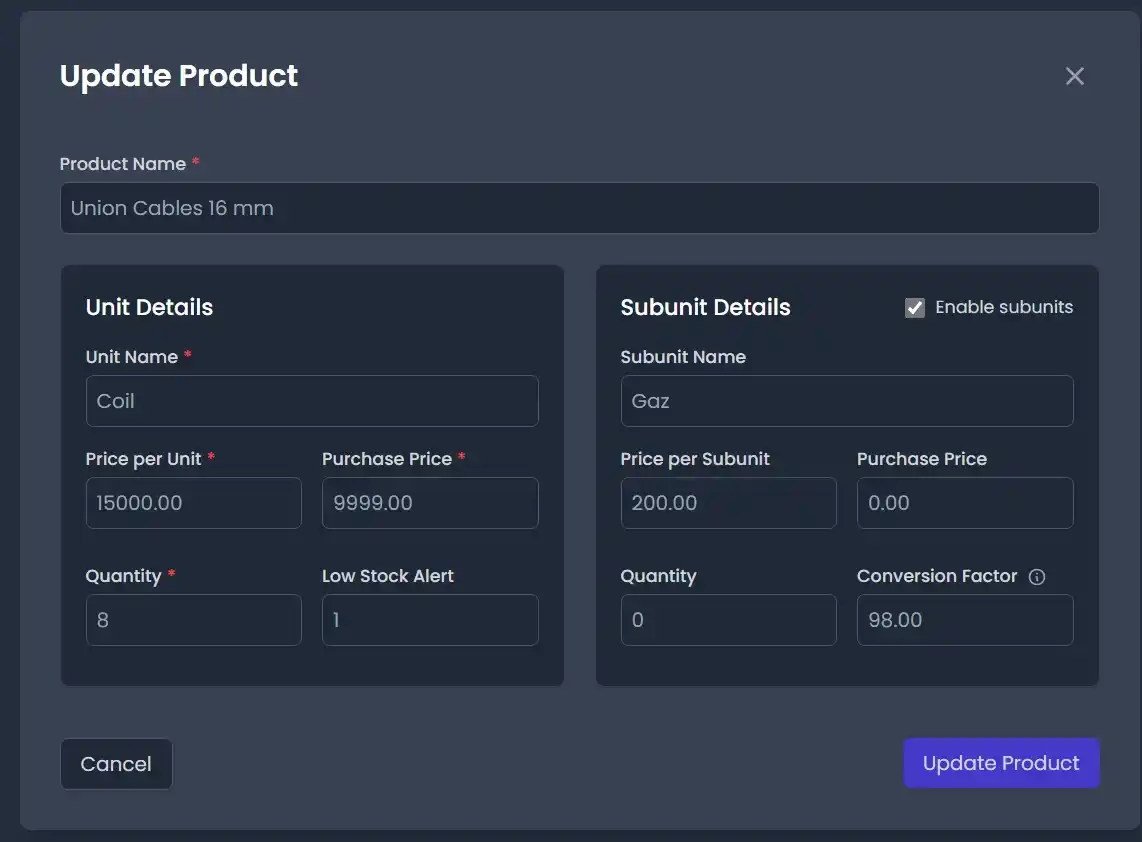 Update Product
Product Name *
Union Cables 16 mm
Unit Details
Unit Name *
Coil
Price per Unit * Purchase Price *
15000.00 9999.00
Quantity * Low Stock Alert
8 1
Subunit Details Enable subunits
Subunit Name
Gaz
Price per Subunit Purchase Price
200.00 0.00
Quantity Conversion Factor
0 98.00
Cancel Update Product